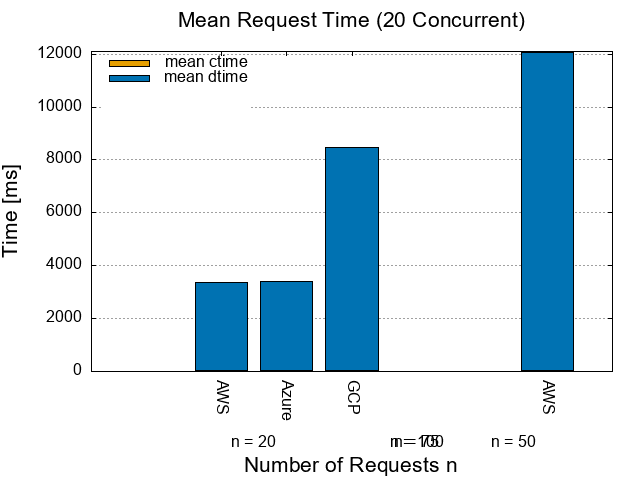 Mean Request Time (20 Concurrent)
mean ctime
mean dtime
12000
10000
8000
6000
4000
2000
0
Time [ms]
AWS
Azure
GCP
AWS
n = 20
n = 50
Number of Requests n